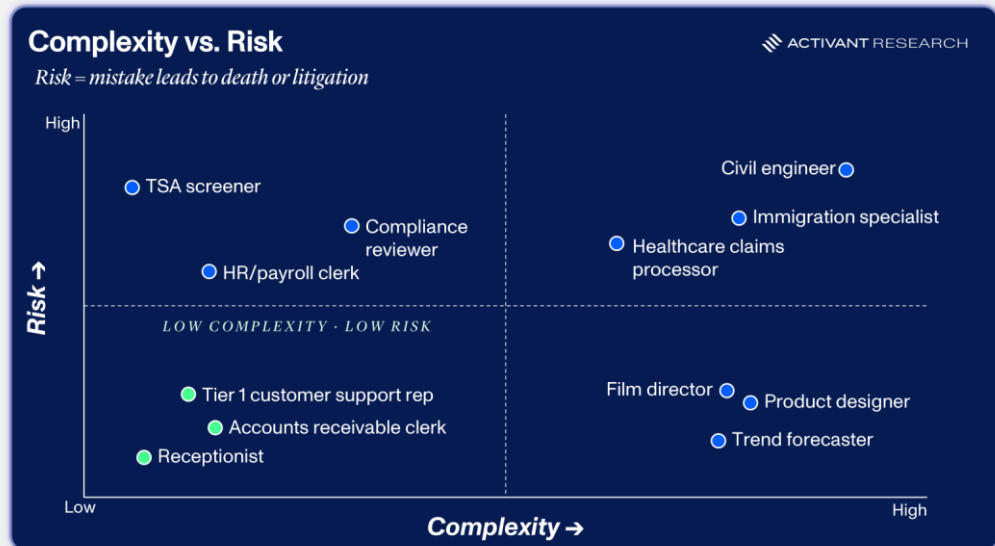 Complexity vs. Risk
ACTIVANT RESEARCH
Risk = mistake leads to death or litigation
High
Civil engineer
TSA screener
Immigration specialist
Compliance
reviewer
Healthcare claims
processor
HR/payroll clerk
Risk →
LOW COMPLEXITY · LOW RISK
Tier 1 customer support rep
Film director
Product designer
Accounts receivable clerk
Trend forecaster
Receptionist
Low
High
Complexity →